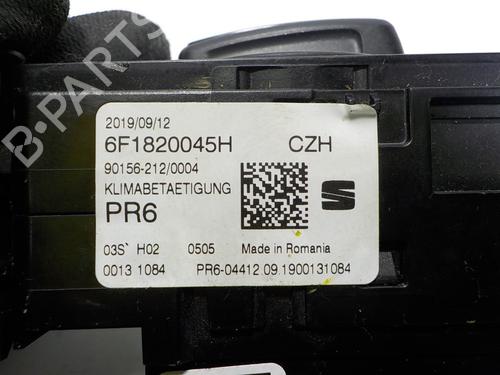 2019/09/12
6F1820045H CZH
90156-212/0004
KLIMABETAETIGUNG
PR6
03S` H02 0505 Made in Romania
0013 1084 PR6-04412 09 1900131084
B-PARTS